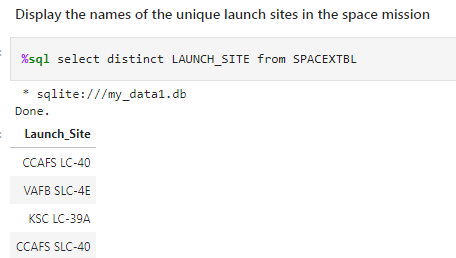 Display the names of the unique launch sites in the space mission
%sql select distinct LAUNCH_SITE from SPACEXTBL
* sqlite:///my_data1.db
Done.
Launch_Site
CCAFS LC-40
VAFB SLC-4E
KSC LC-39A
CCAFS SLC-40